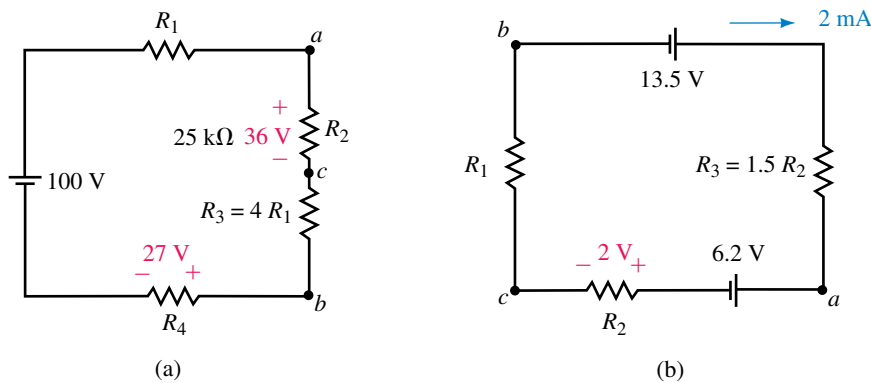 R1
a
+
25 kΩ 36 V R2
−
c
100 V
R3 = 4 R1
27 V
− +
b
R4
(a)
2 mA
b
13.5 V
R1
R3 = 1.5 R2
− 2 V +
6.2 V
c
a
R2
(b)